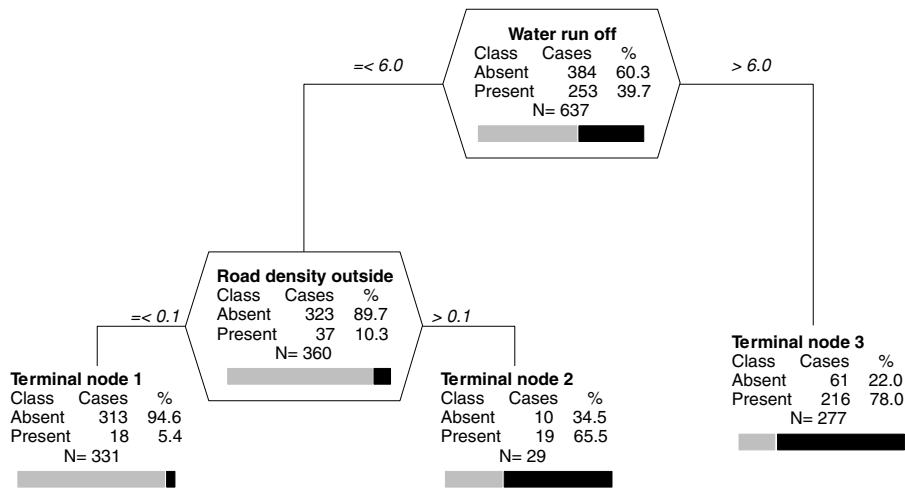 Water run off
Class Cases %
Absent 384 60.3
Present 253 39.7
N= 637
=< 6.0
> 6.0
Road density outside
Class Cases %
Absent 323 89.7
Present 37 10.3
N= 360
=< 0.1
> 0.1
Terminal node 1
Class Cases %
Absent 313 94.6
Present 18 5.4
N= 331
Terminal node 2
Class Cases %
Absent 10 34.5
Present 19 65.5
N= 29
Terminal node 3
Class Cases %
Absent 61 22.0
Present 216 78.0
N= 277